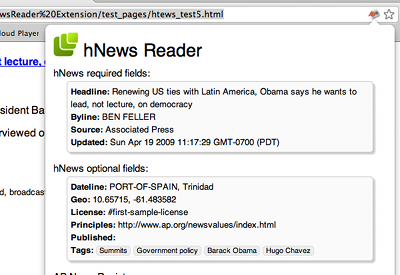 wsReader%20Extension/test_pages/htews_test5.html
loud Player
hNews Reader
t lecture,
hNews required fields:
Headline: Renewing US ties with Latin America, Obama says he wants to
lead, not lecture, on democracy
sident Ba
Byline: BEN FELLER
Source: Associated Press
rviewed o
Updated: Sun Apr 19 2009 11:17:29 GMT-0700 (PDT)
hNews optional fields:
d, broadcas
Dateline: PORT-OF-SPAIN, Trinidad
Geo: 10.65715, -61.483582
License: #first-sample-license
Principles: http://www.ap.org/newsvalues/index.html
Published:
Tags: Summits Government policy Barack Obama Hugo Chavez